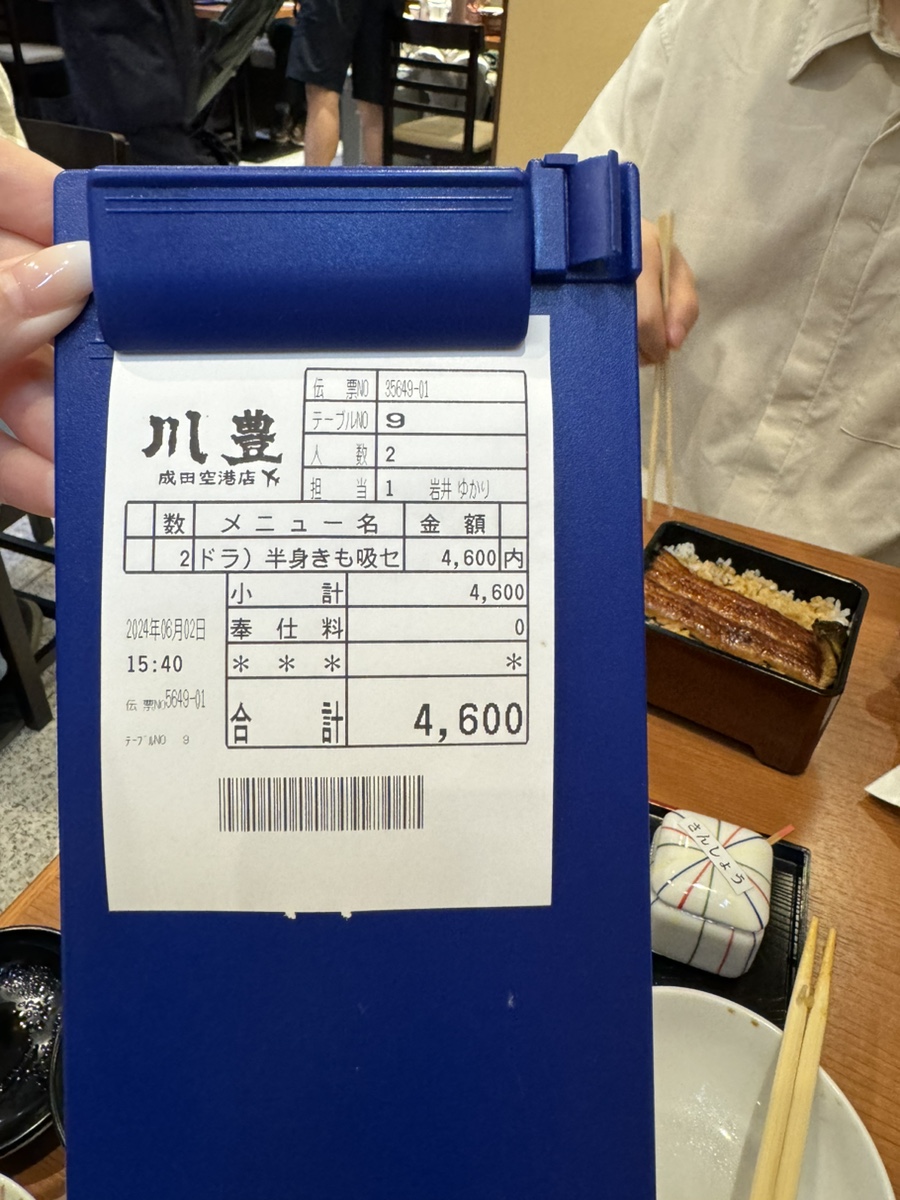 川豊
成田空港店
伝 票NO 35649-01
テーブルNO 9
人 数 2
担 当 1 岩井 ゆかり
数 メニュー名 金 額
2 ドラ）半身きも吸セ 4,600 内
小 計 4,600
2024年06月02日 奉 仕 料 0
15:40 ＊ ＊ ＊ ＊
伝 票NO5649-01
合 計 4,600
テーブルNO 9
さんしょう